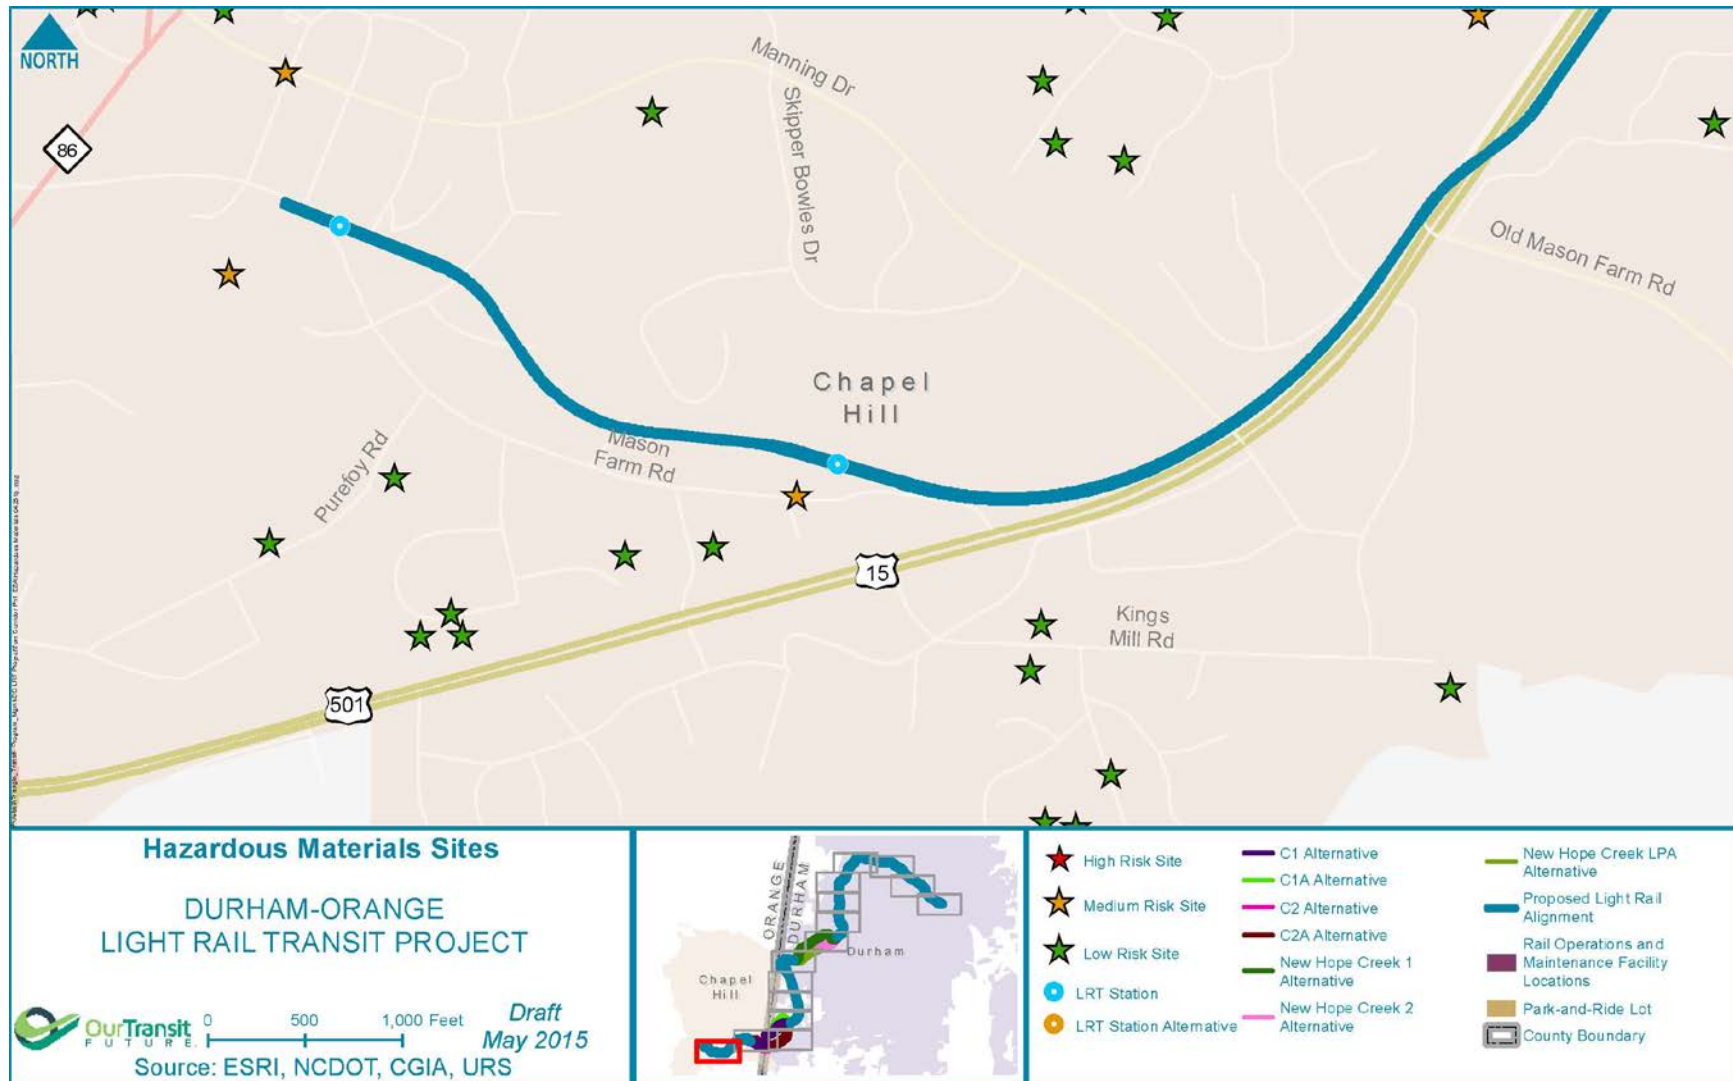 NORTH
86
Manning Dr
Skipper Bowles Dr
Old Mason Farm Rd
Chapel
Hill
Mason
Farm Rd
Purefoy Rd
15
Kings
Mill Rd
501
Hazardous Materials Sites
DURHAM-ORANGE
LIGHT RAIL TRANSIT PROJECT
OurTransit
FUTURE
0 500 1,000 Feet
Draft
May 2015
Source: ESRI, NCDOT, CGIA, URS
ORANGE
DURHAM
Durham
Chapel
Hill
High Risk Site
Medium Risk Site
Low Risk Site
LRT Station
LRT Station Alternative
C1 Alternative
C1A Alternative
C2 Alternative
C2A Alternative
New Hope Creek 1
Alternative
New Hope Creek 2
Alternative
New Hope Creek LPA
Alternative
Proposed Light Rail
Alignment
Rail Operations and
Maintenance Facility
Locations
Park-and-Ride Lot
County Boundary